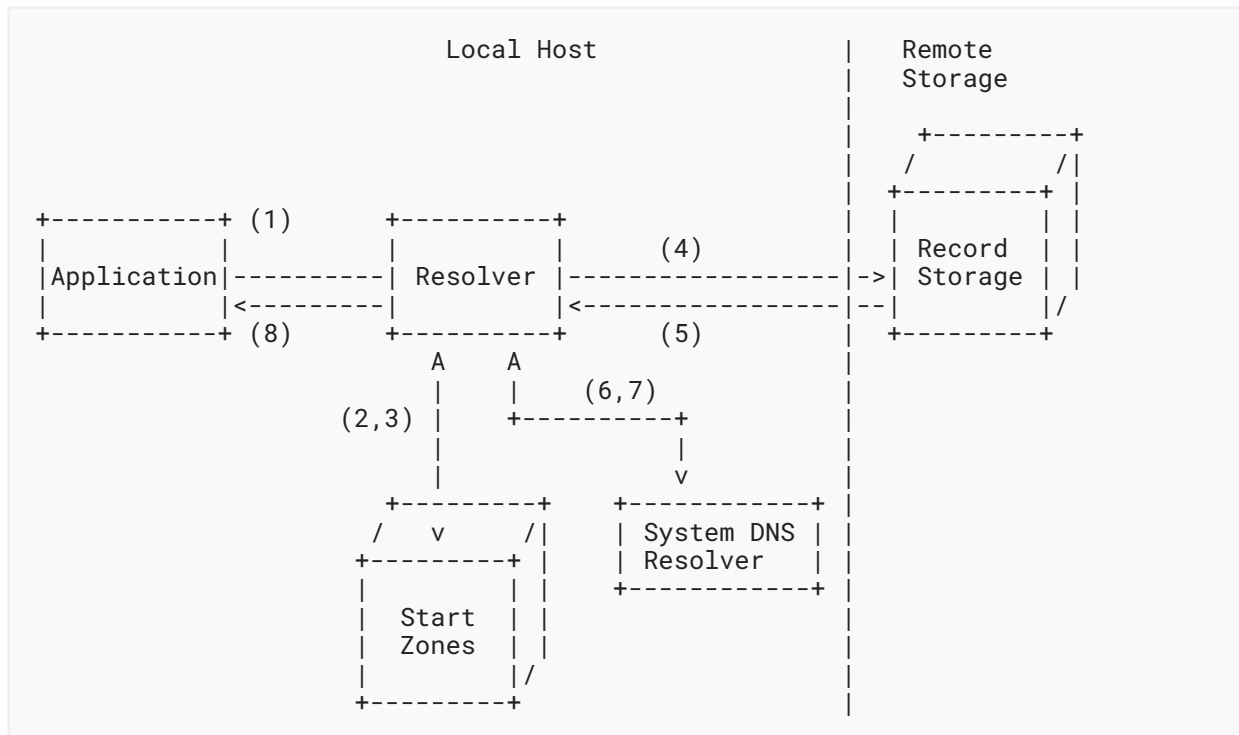 Local Host | Remote
| Storage
|
| +---------+
| / /|
| +---------+ |
+-----------+ (1) +----------+ | | | |
| | | | (4) | | Record | |
|Application|----------| Resolver |------------------|->| Storage | |
| |<---------| |<-----------------|--| |/
+-----------+ (8) +----------+ (5) | +---------+
A A |
| | (6,7) |
(2,3) | +----------+ |
| | |
| v |
+---------+ +------------+ |
/ v /| | System DNS | |
+---------+ | | Resolver | |
| | | +------------+ |
| Start | | |
| Zones | | |
| |/ |
+---------+ |